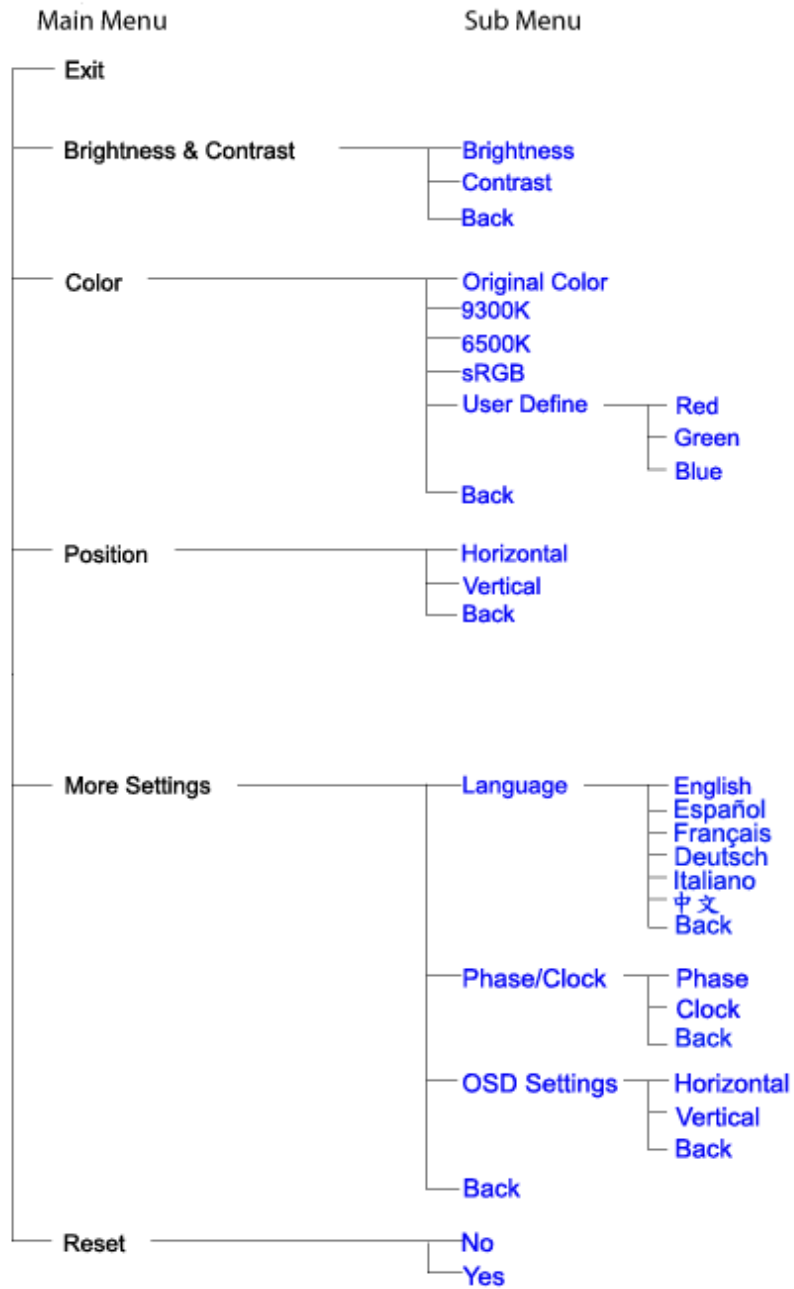 Main Menu Sub Menu
Exit
Brightness & Contrast Brightness
Contrast
Back
Color Original Color
9300K
6500K
sRGB
User Define Red
Green
Blue
Back
Position Horizontal
Vertical
Back
More Settings Language English
Español
Français
Deutsch
Italiano
中文
Back
Phase/Clock Phase
Clock
Back
OSD Settings Horizontal
Vertical
Back
Back
Reset No
Yes